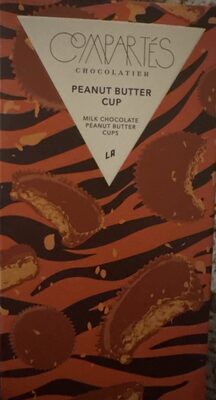 COMPARTÉS
CHOCOLATIER
PEANUT BUTTER
CUP
MILK CHOCOLATE
PEANUT BUTTER
CUPS
LA